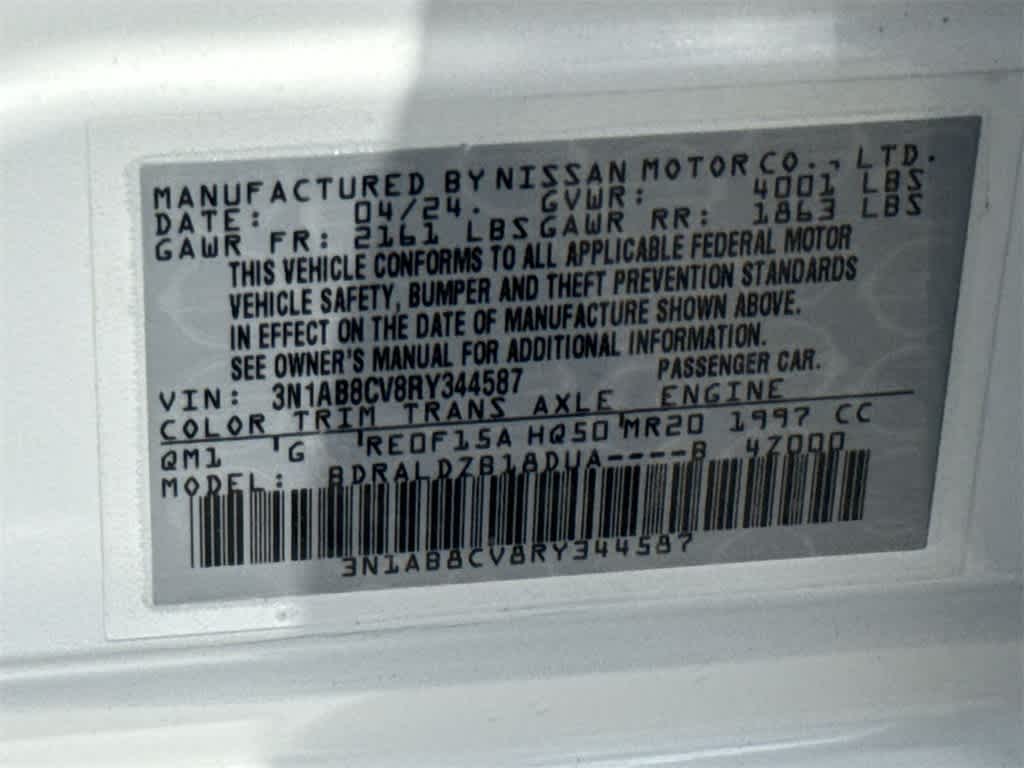 MANUFACTURED BY NISSAN MOTOR CO., LTD.
DATE: 04/24. GVWR: 4001 LBS
GAWR FR: 2161 LBS GAWR RR: 1863 LBS
THIS VEHICLE CONFORMS TO ALL APPLICABLE FEDERAL MOTOR
VEHICLE SAFETY, BUMPER AND THEFT PREVENTION STANDARDS
IN EFFECT ON THE DATE OF MANUFACTURE SHOWN ABOVE.
SEE OWNER'S MANUAL FOR ADDITIONAL INFORMATION.
VIN: 3N1AB8CV8RY344587 PASSENGER CAR.
COLOR TRIM TRANS AXLE ENGINE
QM1 'G 'RE0F15A HQ50 'MR20 1997 CC
MODEL: BDRALDZB18DUA----B 4Z000
3N1AB8CV8RY344587